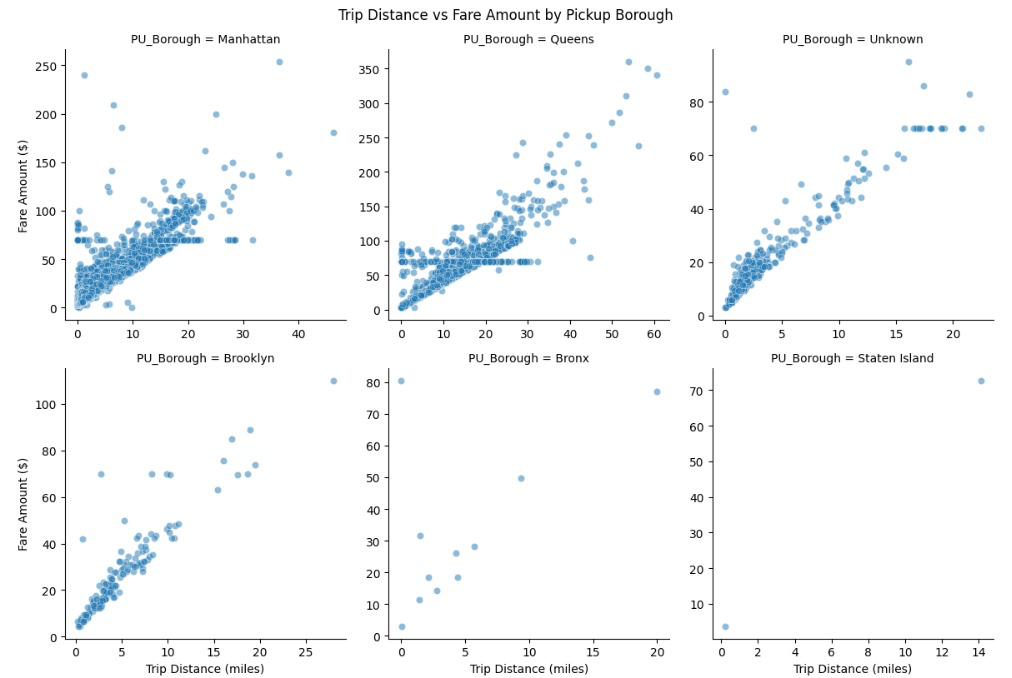 Trip Distance vs Fare Amount by Pickup Borough
PU_Borough = Manhattan
PU_Borough = Queens
PU_Borough = Unknown
Fare Amount ($)
250
200
150
100
50
0
0 10 20 30 40
350
300
250
200
150
100
50
0
0 10 20 30 40 50 60
80
60
40
20
0
0 5 10 15 20
PU_Borough = Brooklyn
PU_Borough = Bronx
PU_Borough = Staten Island
Fare Amount ($)
100
80
60
40
20
0
0 5 10 15 20 25
Trip Distance (miles)
80
70
60
50
40
30
20
10
0
0 5 10 15 20
Trip Distance (miles)
70
60
50
40
30
20
10
0 2 4 6 8 10 12 14
Trip Distance (miles)